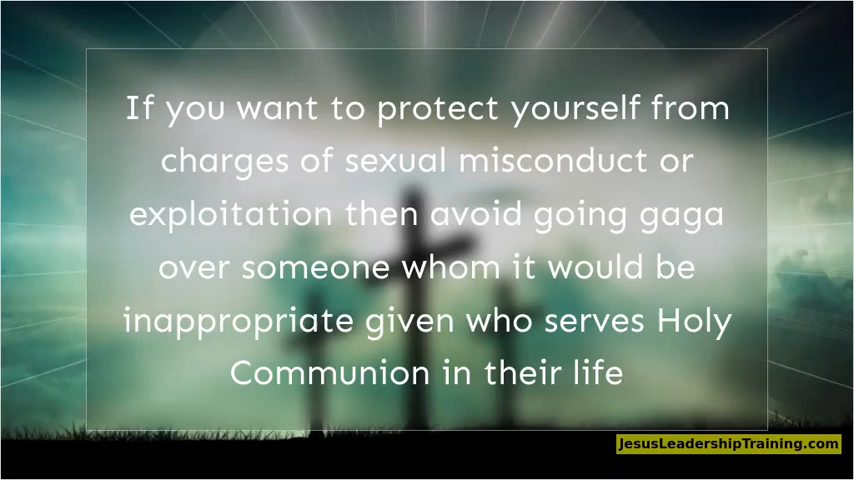 If you want to protect yourself from
charges of sexual misconduct or
exploitation then avoid going gaga
over someone whom it would be
inappropriate given who serves Holy
Communion in their life
JesusLeadershipTraining.com